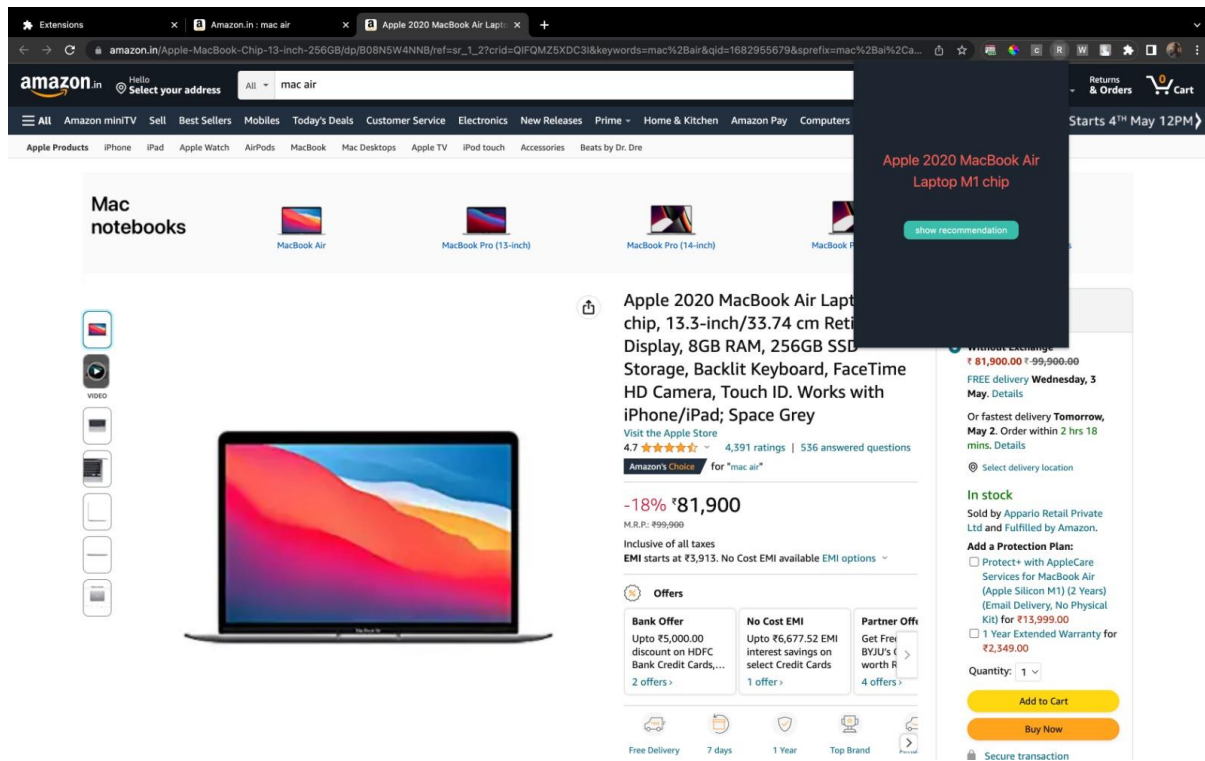 Extensions
Amazon.in : mac air
Apple 2020 MacBook Air Lapto
amazon.in/Apple-MacBook-Chip-13-inch-256GB/dp/B08N5W4NNB/ref=sr_1_2?crid=QIFQMZ5XDC3I&keywords=mac%2Bair&qid=1682955679&sprefix=mac%2Bai%2Ca...
amazon.in
Hello
Select your address
All
mac air
Returns
& Orders
0
Cart
All Amazon miniTV Sell Best Sellers Mobiles Today's Deals Customer Service Electronics New Releases Prime Home & Kitchen Amazon Pay Computers
Starts 4TH May 12PM
Apple Products iPhone iPad Apple Watch AirPods MacBook Mac Desktops Apple TV iPod touch Accessories Beats by Dr. Dre
Apple 2020 MacBook Air
Laptop M1 chip
show recommendation
Mac
notebooks
MacBook Air
MacBook Pro (13-inch)
MacBook Pro (14-inch)
MacBook P
Apple 2020 MacBook Air Lapt
chip, 13.3-inch/33.74 cm Reti
Display, 8GB RAM, 256GB SSD
Storage, Backlit Keyboard, FaceTime
HD Camera, Touch ID. Works with
iPhone/iPad; Space Grey
Visit the Apple Store
4.7 4,391 ratings | 536 answered questions
Amazon's Choice for "mac air"
-18% ₹81,900
M.R.P.: ₹99,900
Inclusive of all taxes
EMI starts at ₹3,913. No Cost EMI available EMI options
Offers
Bank Offer
Upto ₹5,000.00
discount on HDFC
Bank Credit Cards,...
2 offers
No Cost EMI
Upto ₹6,677.52 EMI
interest savings on
select Credit Cards
1 offer
Partner Offe
Get Free
BYJU's
worth R
4 offers
Free Delivery
7 days
1 Year
Top Brand
VIDEO
Without Exchange
₹ 81,900.00 ₹ 99,900.00
FREE delivery Wednesday, 3
May. Details
Or fastest delivery Tomorrow,
May 2. Order within 2 hrs 18
mins. Details
Select delivery location
In stock
Sold by Appario Retail Private
Ltd and Fulfilled by Amazon.
Add a Protection Plan:
Protect+ with AppleCare
Services for MacBook Air
(Apple Silicon M1) (2 Years)
(Email Delivery, No Physical
Kit) for ₹13,999.00
1 Year Extended Warranty for
₹2,349.00
Quantity: 1
Add to Cart
Buy Now
Secure transaction